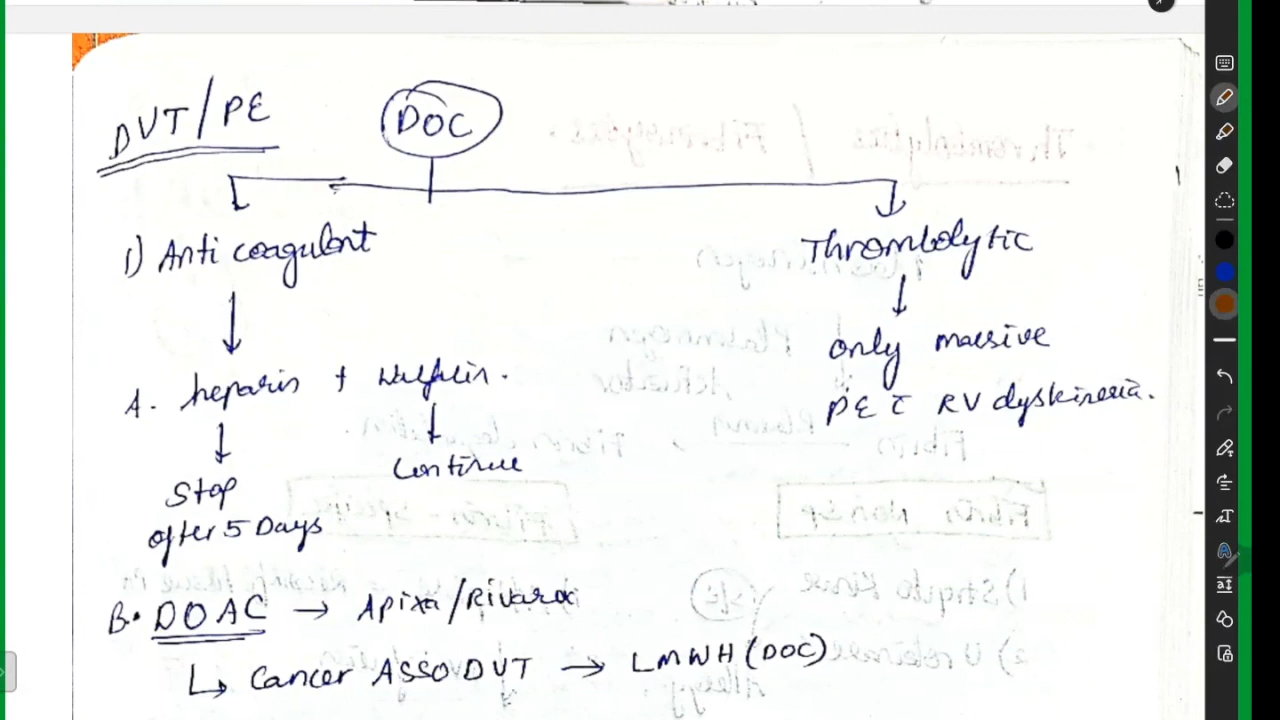 DVT/PE
DOC
1) Anti coagulant
Thrombolytic
only massive
PE c̄ RV dyskinesia.
A. heparin + Warfarin.
Stop
after 5 Days
Continue
B. DOAC → Apixa/Rivarox
↳ Cancer ASSO DVT → LMWH (DOC)